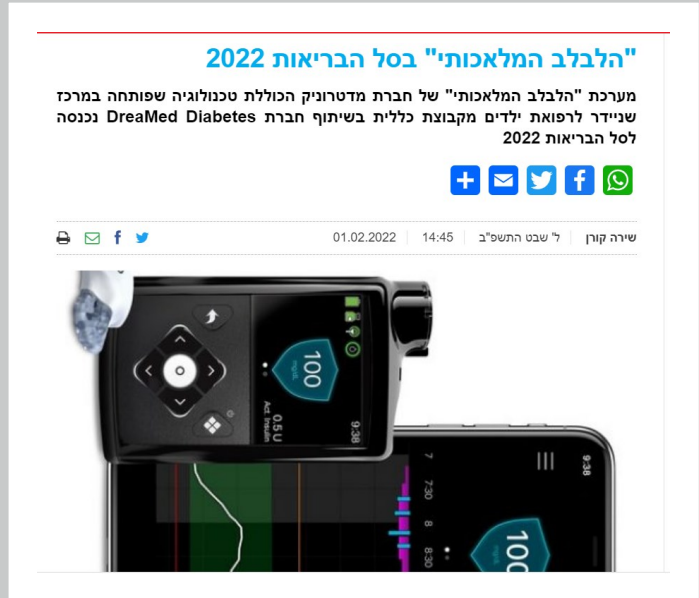 "הלבלב המלאכותי" בסל הבריאות 2022
מערכת "הלבלב המלאכותי" של חברת מדטרוניק הכוללת טכנולוגיה שפותחה במרכז
שניידר לרפואת ילדים מקבוצת כללית בשיתוף חברת DreaMed Diabetes נכנסה
לסל הבריאות 2022
שירה קורן | ל' שבט התשפ"ב | 14:45 | 01.02.2022
9:38
100
mg/dL
0.5 U
Act. Insulin
9:38
100
7
7:30
8
8:30